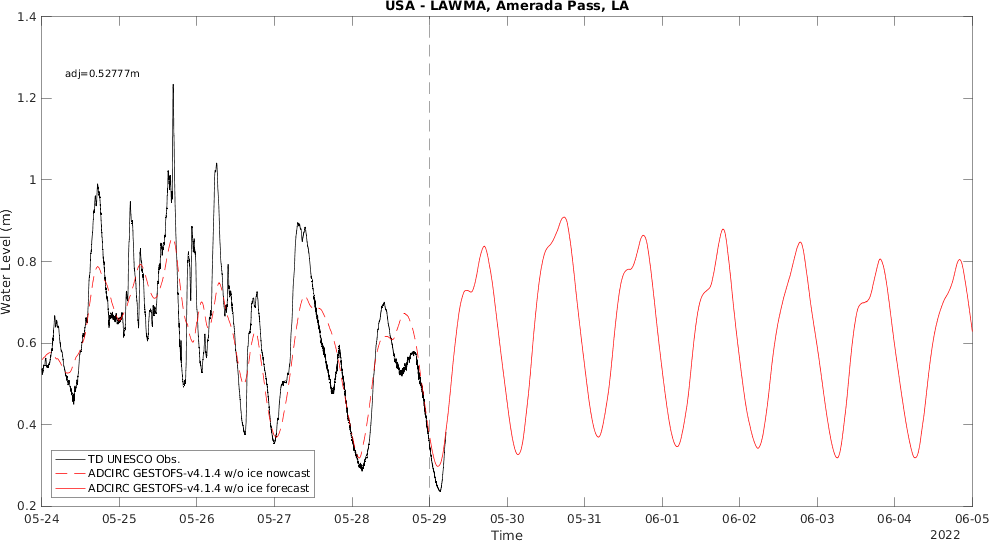 USA - LAWMA, Amerada Pass, LA
1.4
adj=0.52777m
1.2
1
0.8
0.6
0.4
0.2
Water Level (m)
TD UNESCO Obs.
ADCIRC GESTOFS-v4.1.4 w/o ice nowcast
ADCIRC GESTOFS-v4.1.4 w/o ice forecast
05-24 05-25 05-26 05-27 05-28 05-29 05-30 05-31 06-01 06-02 06-03 06-04 06-05
Time
2022